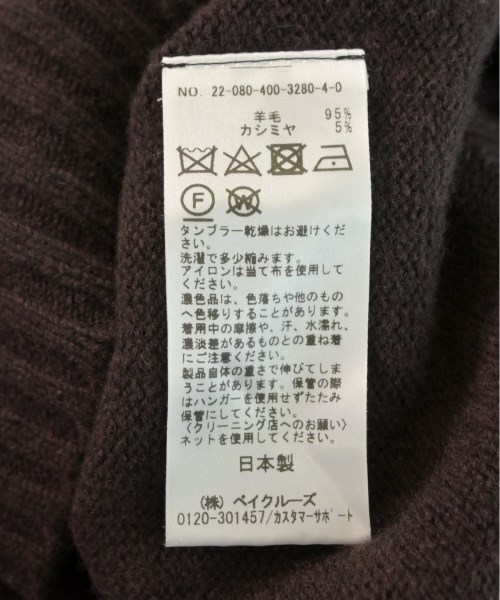 NO. 22-080-400-3280-4-0
羊毛 95%
カシミヤ 5%
F W
タンブラー乾燥はお避けくだ
さい。
洗濯で多少縮みます。
アイロンは当て布を使用して
ください。
濃色品は、色落ちや他のもの
へ色移りすることがあります。
着用中の摩擦や、汗、水濡れ、
濃淡差があるものとの重ね着
にご注意ください。
製品自体の重さで伸びてしま
うことがあります。保管の際
はハンガーを使用せずたたみ
保管にしてください。
〈クリーニング店へのお願い〉
ネットを使用してください。
日本製
(株) ベイクルーズ
0120-301457/カスタマーサポート